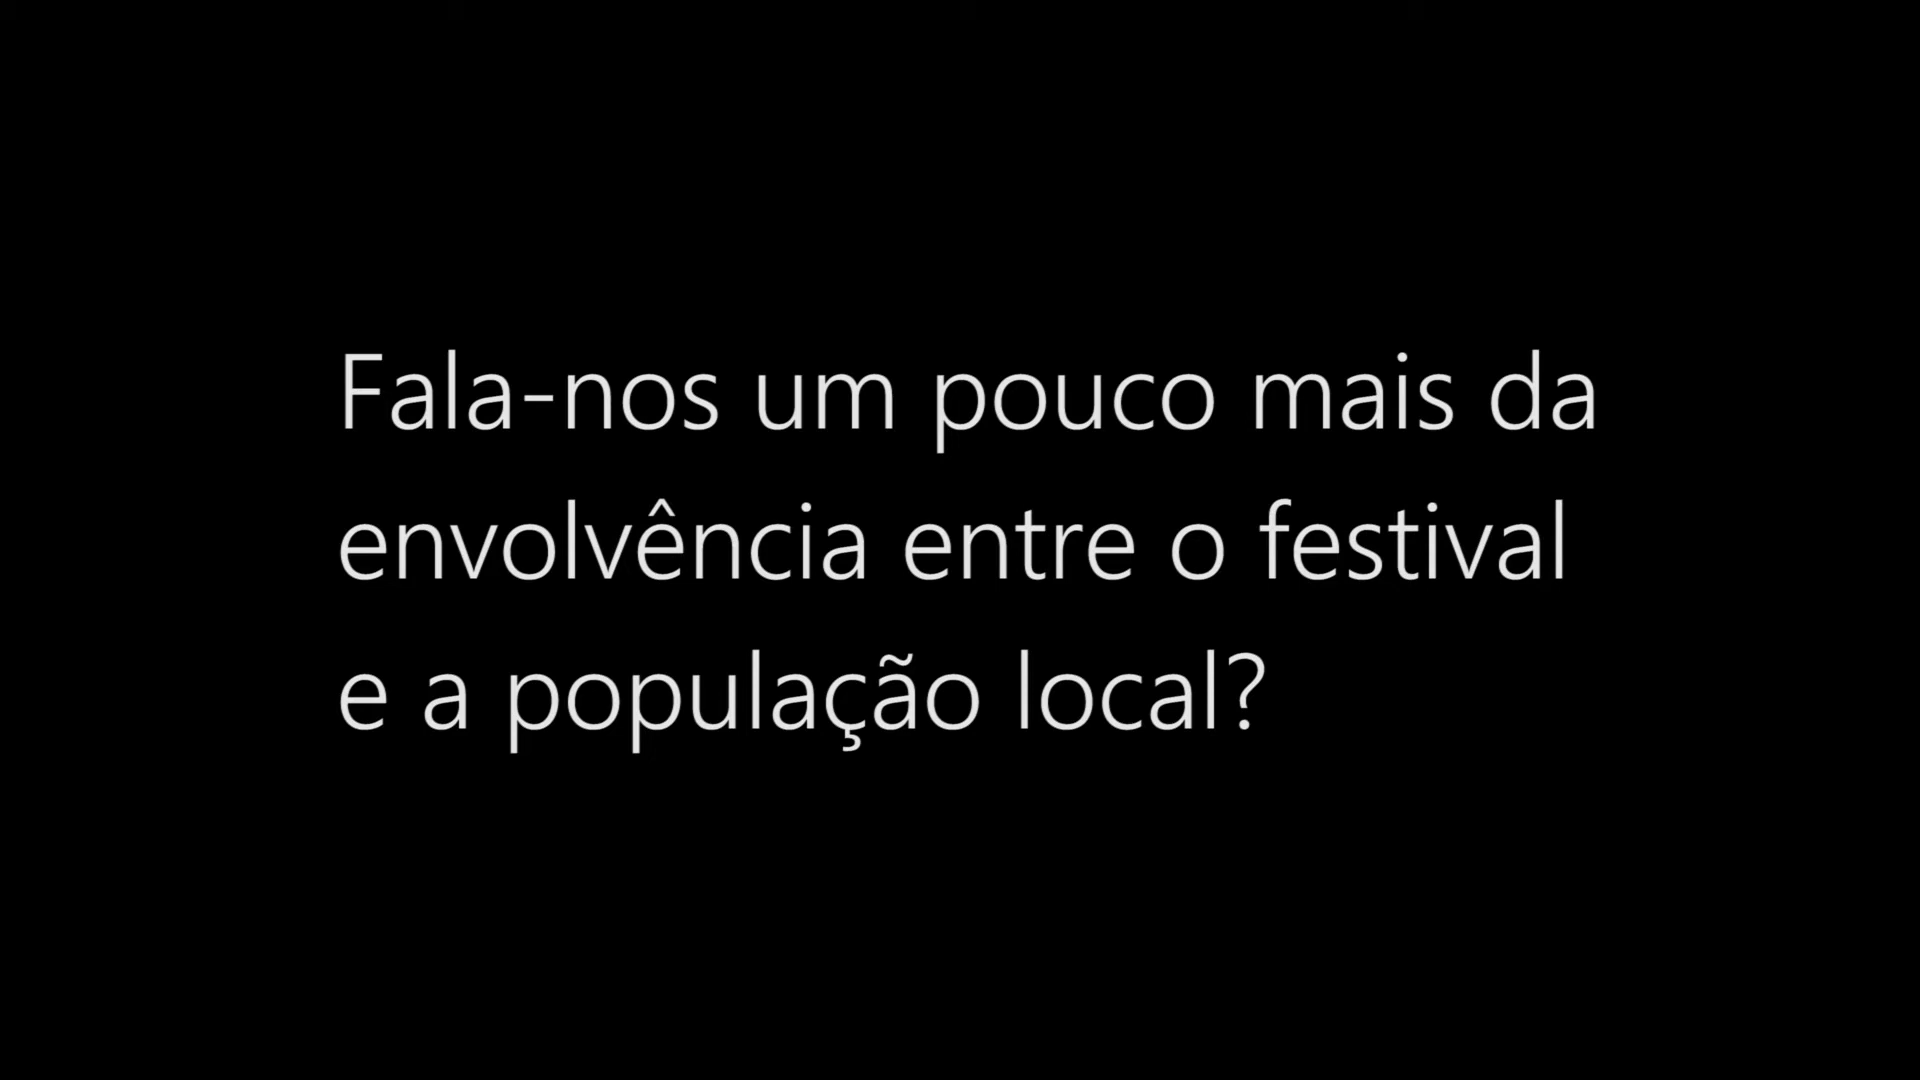 Fala-nos um pouco mais da
envolvência entre o festival
e a população local?